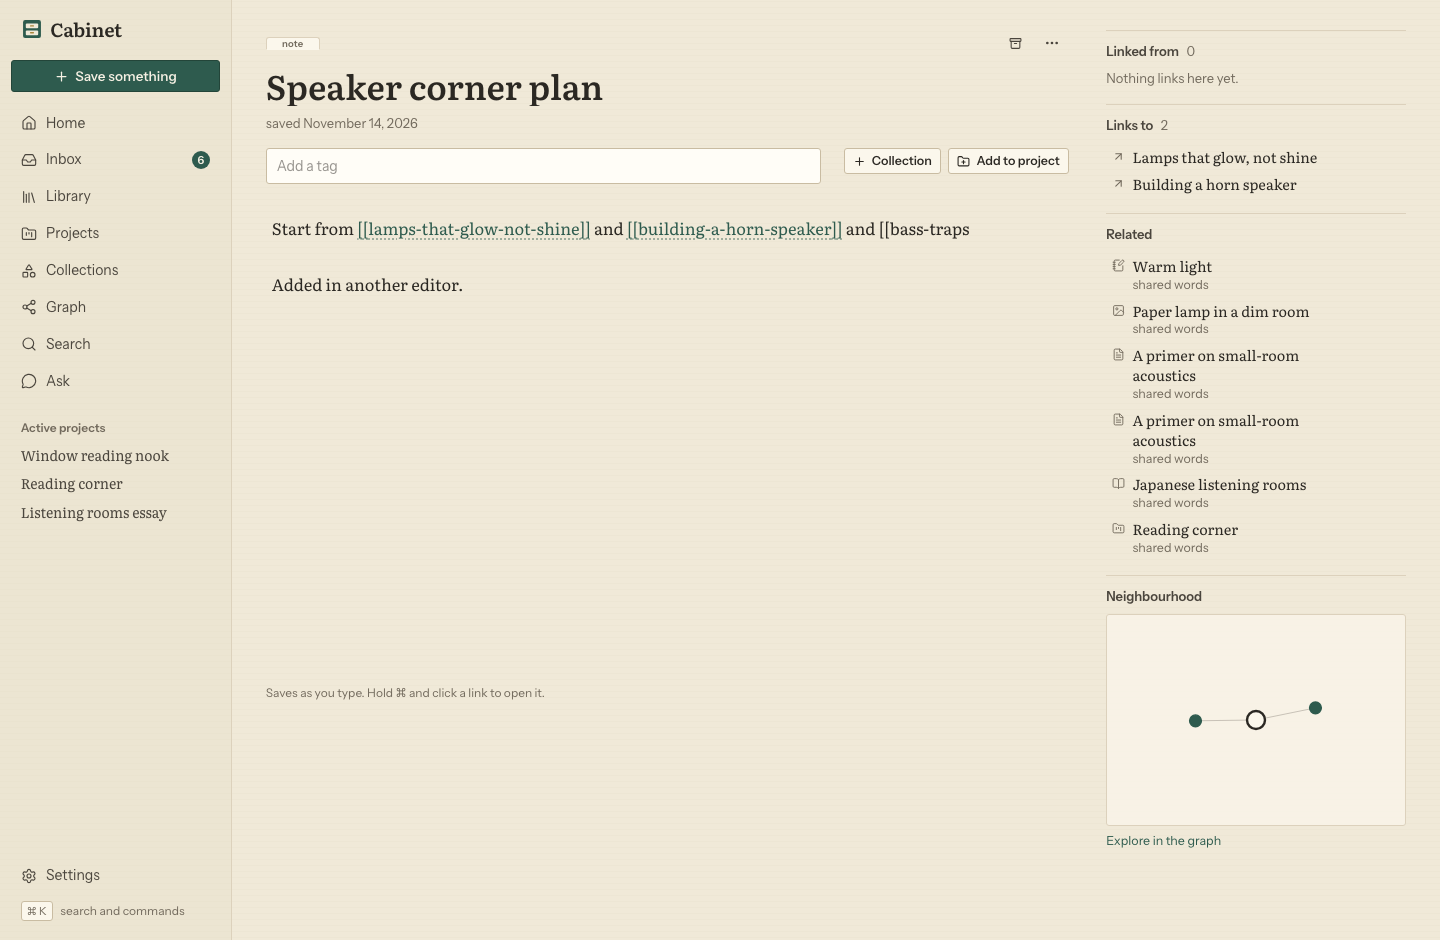 Cabinet
Save something
Home
Inbox 6
Library
Projects
Collections
Graph
Search
Ask
Active projects
Window reading nook
Reading corner
Listening rooms essay
Settings
⌘ K search and commands
note
Speaker corner plan
saved November 14, 2026
Add a tag
Collection
Add to project
Start from [[lamps-that-glow-not-shine]] and [[building-a-horn-speaker]] and [[bass-traps
Added in another editor.
Saves as you type. Hold ⌘ and click a link to open it.
Linked from 0
Nothing links here yet.
Links to 2
Lamps that glow, not shine
Building a horn speaker
Related
Warm light
shared words
Paper lamp in a dim room
shared words
A primer on small-room
acoustics
shared words
A primer on small-room
acoustics
shared words
Japanese listening rooms
shared words
Reading corner
shared words
Neighbourhood
Explore in the graph